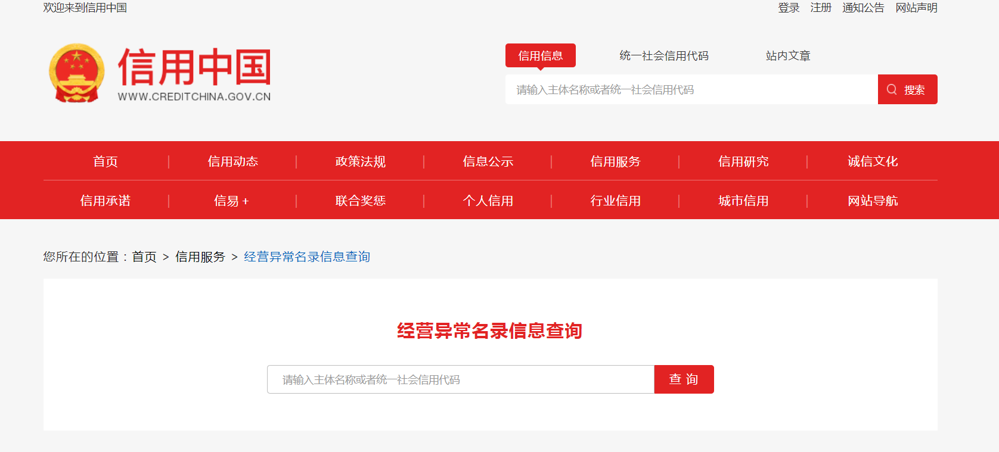 欢迎来到信用中国
登录 注册 通知公告 网站声明
信用中国
WWW.CREDITCHINA.GOV.CN
信用信息 统一社会信用代码 站内文章
请输入主体名称或者统一社会信用代码 搜索
首页 信用动态 政策法规 信息公示 信用服务 信用研究 诚信文化
信用承诺 信易+ 联合奖惩 个人信用 行业信用 城市信用 网站导航
您所在的位置：首页 > 信用服务 > 经营异常名录信息查询
经营异常名录信息查询
请输入主体名称或者统一社会信用代码 查 询